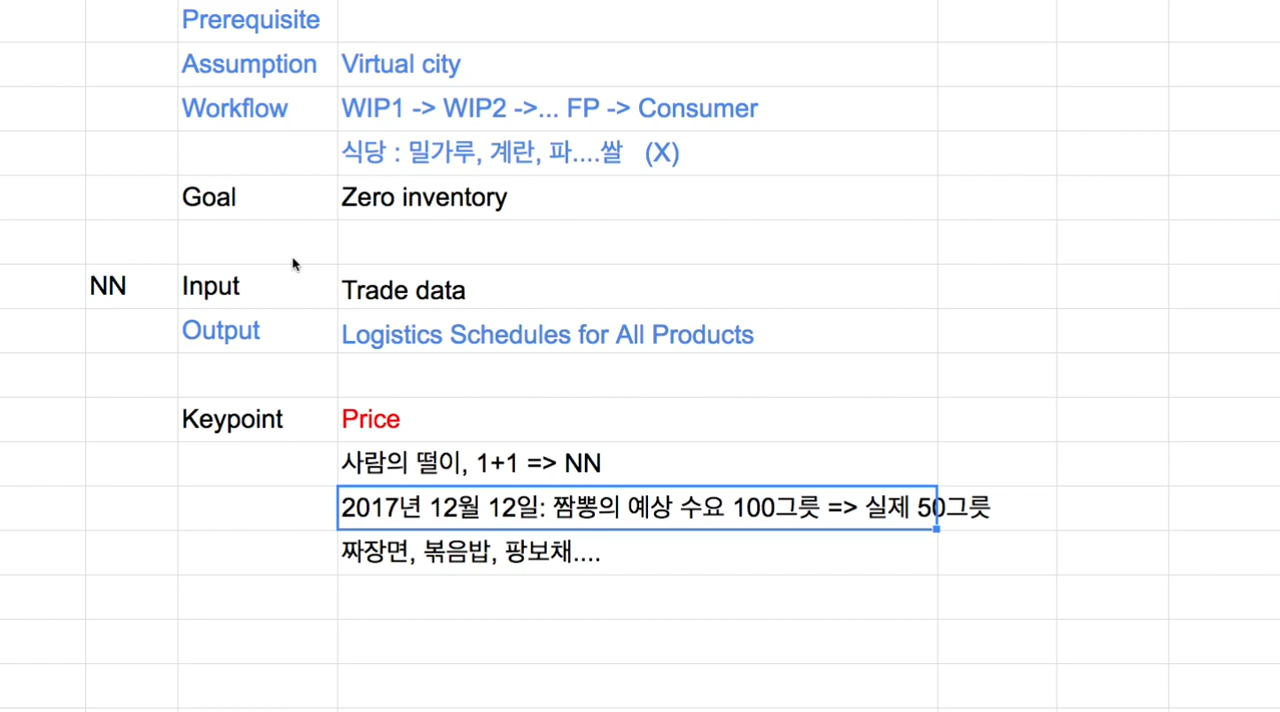 Prerequisite
Assumption Virtual city
Workflow WIP1 -> WIP2 ->... FP -> Consumer
식당 : 밀가루, 계란, 파....쌀 (X)
Goal Zero inventory
NN Input Trade data
Output Logistics Schedules for All Products
Keypoint Price
사람의 떨이, 1+1 => NN
2017년 12월 12일: 짬뽕의 예상 수요 100그릇 => 실제 50그릇
짜장면, 볶음밥, 팡보채....